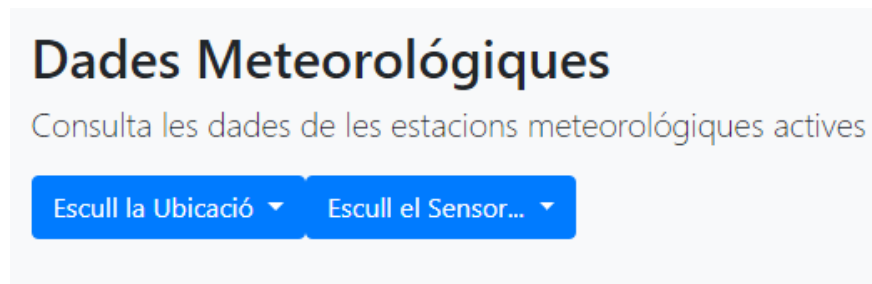 Dades Meteorológiques
Consulta les dades de les estacions meteorológiques actives
Escull la Ubicació Escull el Sensor...